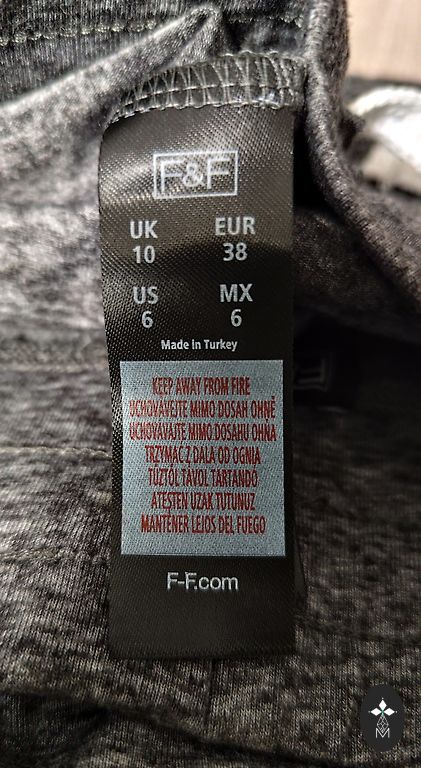 F&F
UK EUR
10 38
US MX
6 6
Made in Turkey
KEEP AWAY FROM FIRE
UCHOVÁVEJTE MIMO DOSAH OHNĚ
UCHOVÁVAJTE MIMO DOSAHU OHŇA
TRZYMAĆ Z DALA OD OGNIA
TŰZTŐL TÁVOL TARTANDÓ
ATEŞTEN UZAK TUTUNUZ
MANTENER LEJOS DEL FUEGO
F-F.com